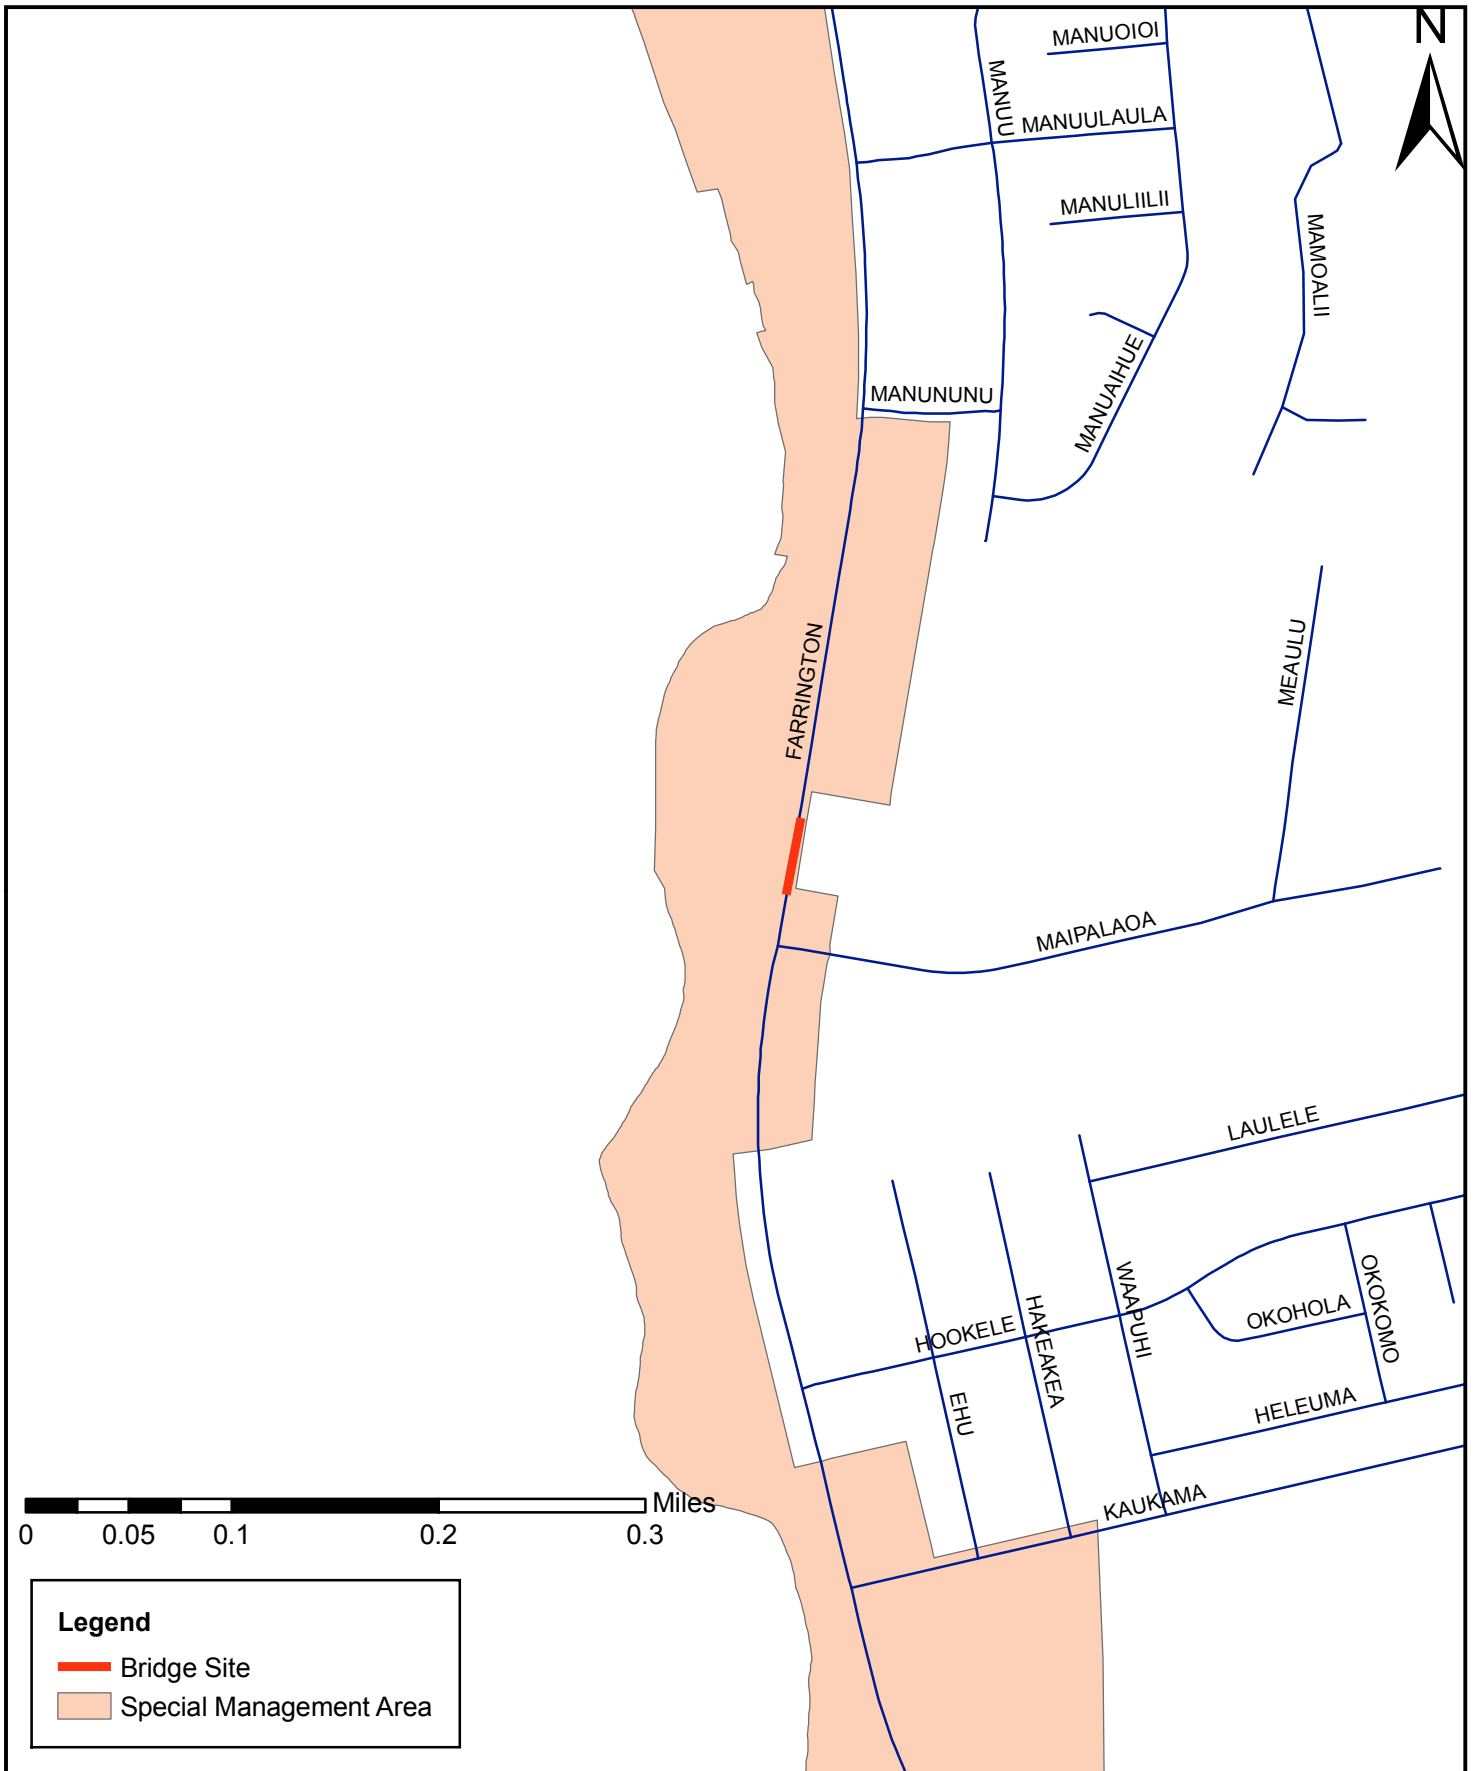 N
MANUOIOI
MANUU
MANUULAULA
MANULIILII
MAMOALII
MANUAIHUE
MANUNUNU
FARRINGTON
MEAULU
MAIPALAOA
LAULELE
WAAPUHI
OKOKOMO
OKOHOLA
HAKEAKEA
HOOKELE
EHU
HELEUMA
KAUKAMA
Miles
0 0.05 0.1 0.2 0.3
Legend
Bridge Site
Special Management Area